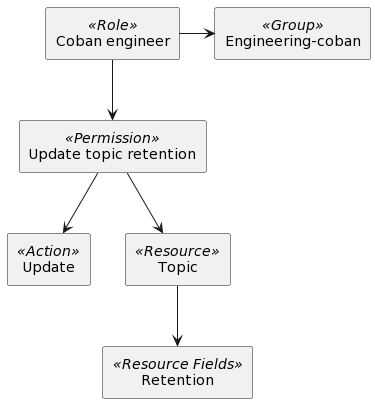 «Role»
Coban engineer
«Group»
Engineering-coban
«Permission»
Update topic retention
«Action»
Update
«Resource»
Topic
«Resource Fields»
Retention